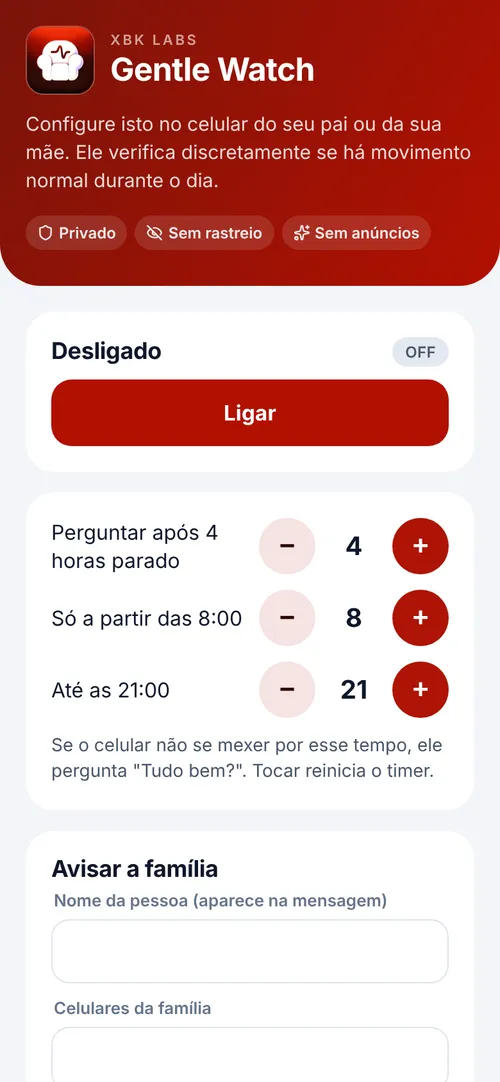 XBK LABS
Gentle Watch
Configure isto no celular do seu pai ou da sua
mãe. Ele verifica discretamente se há movimento
normal durante o dia.
Privado
Sem rastreio
Sem anúncios
Desligado
OFF
Ligar
Perguntar após 4
horas parado
− 4 +
Só a partir das 8:00
− 8 +
Até as 21:00
− 21 +
Se o celular não se mexer por esse tempo, ele
pergunta "Tudo bem?". Tocar reinicia o timer.
Avisar a família
Nome da pessoa (aparece na mensagem)
Celulares da família